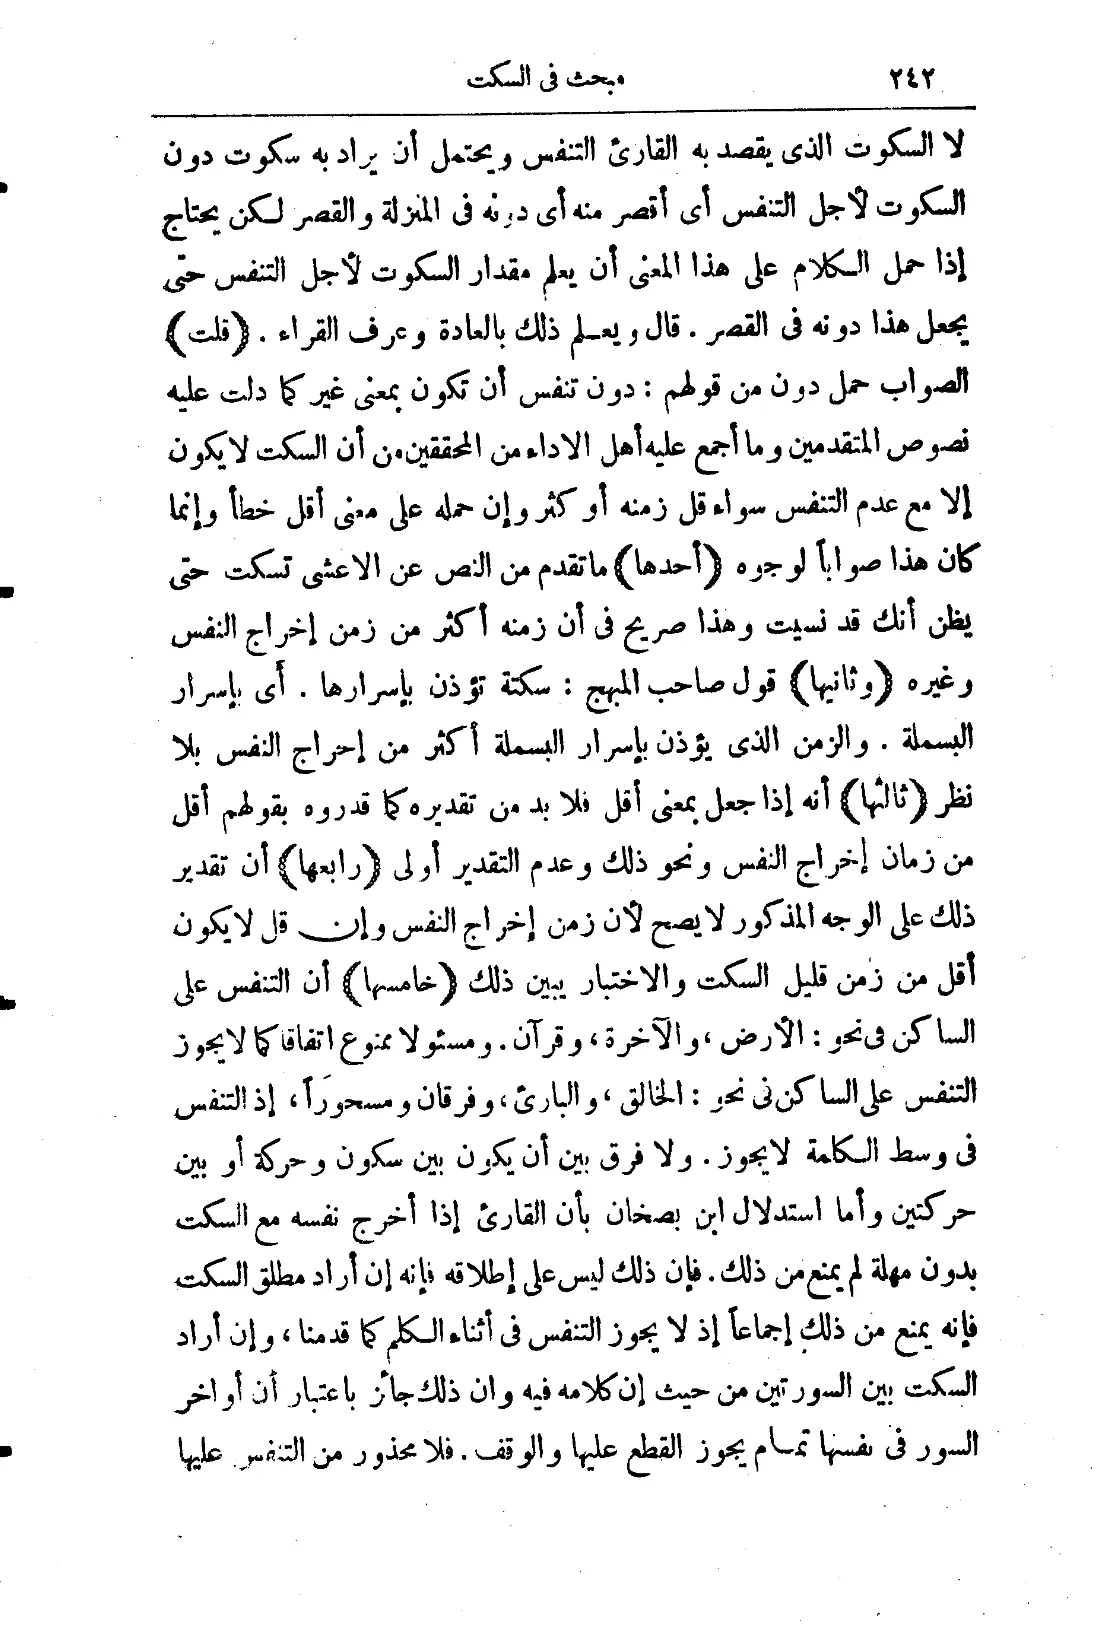 ٢٤٢ مبحث فى السكت
لا السكوت الذى يقصد به القارئ التنفس ويحتمل أن يراد به سكوت دون
السكوت لأجل التنفس أى أقصر منه أى دونه فى المنزلة والقصر لكن يحتاج
إذا حمل الكلام على هذا المعنى أن يعلم مقدار السكوت لأجل التنفس حتى
يجعل هذا دونه فى القصر . قال ويعلم ذلك بالعادة وعرف القراء . (قلت)
الصواب حمل دون من قولهم : دون تنفس أن تكون بمعنى غير كما دلت عليه
نصوص المتقدمين وما أجمع عليه أهل الاداء من المحققين من أن السكت لا يكون
إلا مع عدم التنفس سواء قل زمنه أو كثر وإن حمله على معنى أقل خطأ وإنما
كان هذا صواباً لوجوه (أحدها) ما تقدم من النص عن الاعشى تسكت حتى
يظن أنك قد نسيت وهذا صريح فى أن زمنه أكثر من زمن إخراج النفس
وغيره (وثانيها) قول صاحب المبهج : سكتة تؤذن بإسرارها . أى بإسرار
البسملة . والزمن الذى يؤذن بإسرار البسملة أكثر من إخراج النفس بلا
نظر (ثالثها) أنه إذا جعل بمعنى أقل فلا بد من تقديره كما قدروه بقولهم أقل
من زمان إخراج النفس ونحو ذلك وعدم التقدير أولى (رابعها) أن تقدير
ذلك على الوجه المذكور لا يصح لأن زمن إخراج النفس وإن قل لا يكون
أقل من زمن قليل السكت والاختبار يبين ذلك (خامسها) أن التنفس على
الساكن فى نحو : الأرض ، والآخرة ، وقرآن . ومسئولا ممنوع اتفاقا كما لا يجوز
التنفس على الساكن فى نحو : الخالق ، والبارئ ، وفرقان ومسحوراً ، إذ التنفس
فى وسط الكلمة لا يجوز . ولا فرق بين أن يكون بين سكون وحركة أو بين
حركتين وأما استدلال ابن بصخان بأن القارئ إذا أخرج نفسه مع السكت
بدون مهلة لم يمنع من ذلك . فإن ذلك ليس على إطلاقه فإنه إن أراد مطلق السكت
فإنه يمنع من ذلك إجماعاً إذ لا يجوز التنفس فى أثناء الكلم كما قدمنا ، وإن أراد
السكت بين السورتين من حيث إن كلامه فيه وان ذلك جائز باعتبار أن أواخر
السور فى نفسها تمام يجوز القطع عليها والوقف . فلا محذور من التنفس عليها